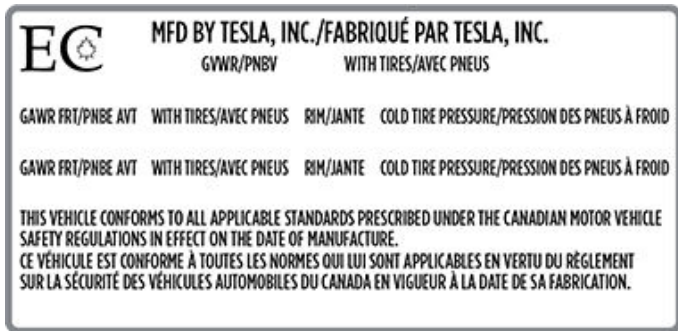 EC
MFD BY TESLA, INC./FABRIQUÉ PAR TESLA, INC.
GVWR/PNBV WITH TIRES/AVEC PNEUS
GAWR FRT/PNBE AVT WITH TIRES/AVEC PNEUS RIM/JANTE COLD TIRE PRESSURE/PRESSION DES PNEUS À FROID
GAWR FRT/PNBE AVT WITH TIRES/AVEC PNEUS RIM/JANTE COLD TIRE PRESSURE/PRESSION DES PNEUS À FROID
THIS VEHICLE CONFORMS TO ALL APPLICABLE STANDARDS PRESCRIBED UNDER THE CANADIAN MOTOR VEHICLE
SAFETY REGULATIONS IN EFFECT ON THE DATE OF MANUFACTURE.
CE VÉHICULE EST CONFORME À TOUTES LES NORMES QUI LUI SONT APPLICABLES EN VERTU DU RÈGLEMENT
SUR LA SÉCURITÉ DES VÉHICULES AUTOMOBILES DU CANADA EN VIGUEUR À LA DATE DE SA FABRICATION.